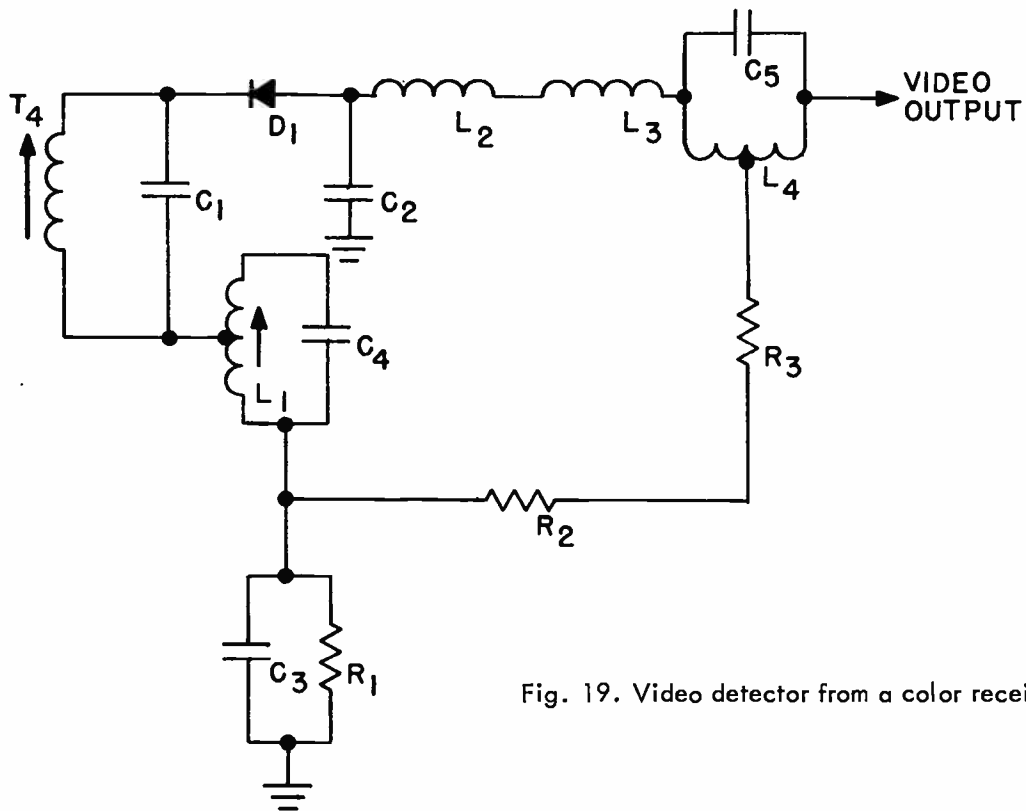 C5
VIDEO
OUTPUT
T4
D1
L2
L3
L4
C1
C2
C4
L1
R3
R2
C3
R1
Fig. 19. Video detector from a color recei